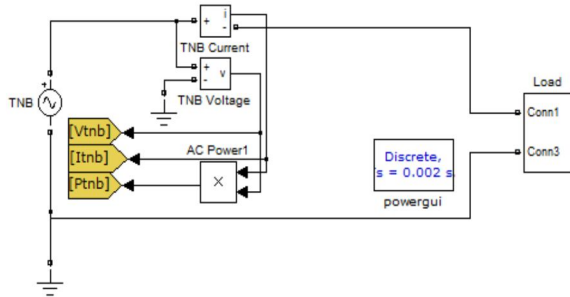 +
i
-
TNB Current
+
-
v
TNB Voltage
+
TNB
[Vtnb]
[Itnb]
[Ptnb]
AC Power1
X
Discrete,
s = 0.002 s.
powergui
Load
Conn1
Conn3